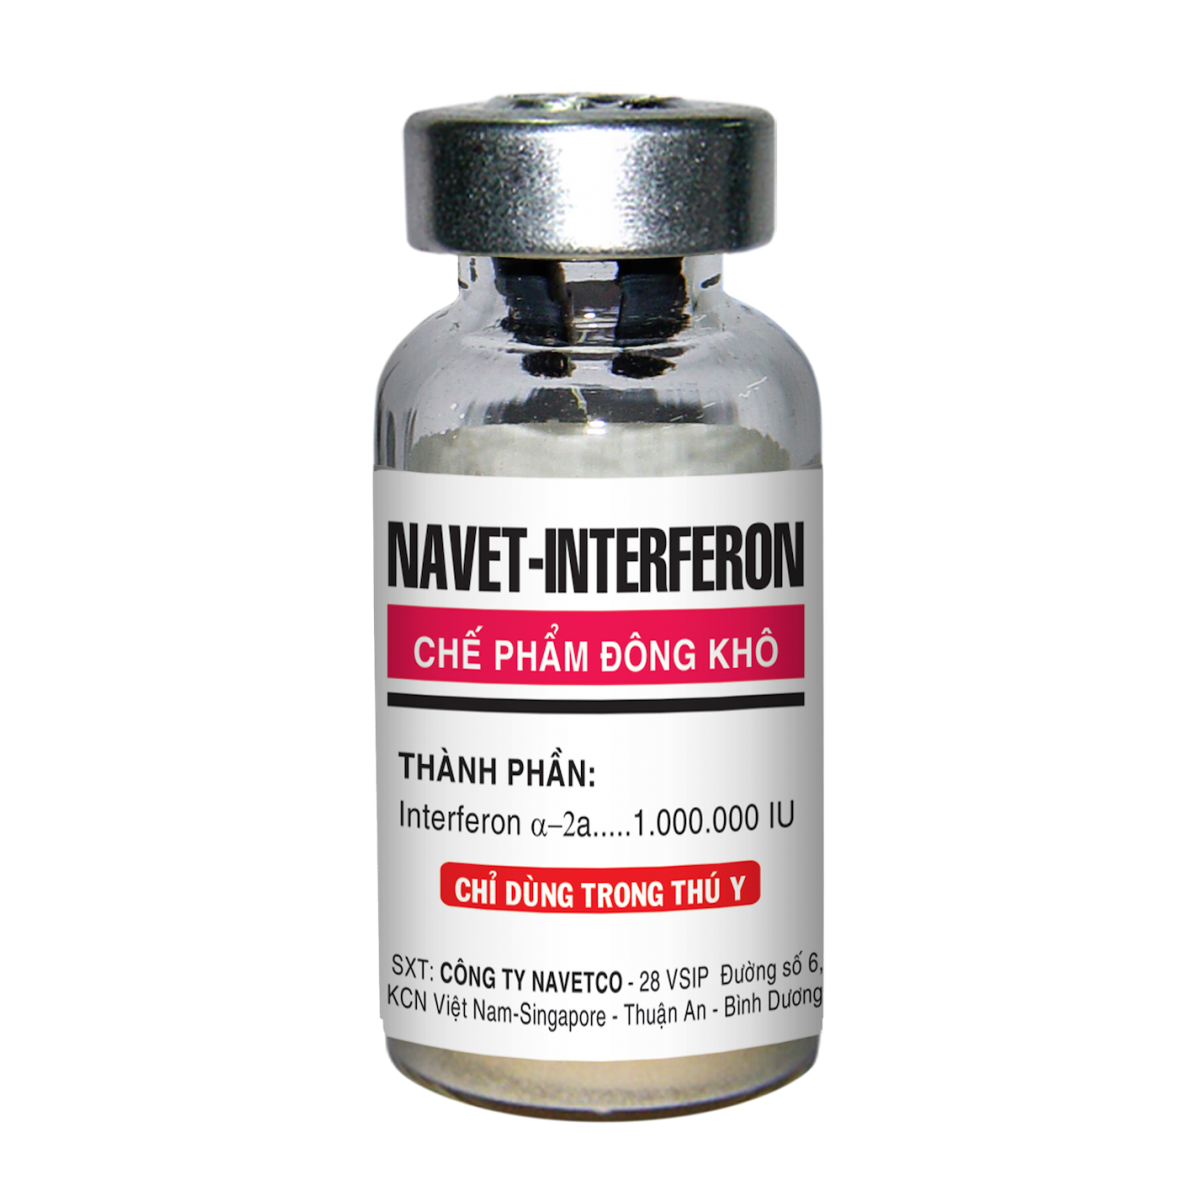 NAVET-INTERFERON
CHẾ PHẨM ĐÔNG KHÔ
THÀNH PHẦN:
Interferon α-2a.....1.000.000 IU
CHỈ DÙNG TRONG THÚ Y
SXT: CÔNG TY NAVETCO - 28 VSIP Đường số 6,
KCN Việt Nam-Singapore - Thuận An - Bình Dương